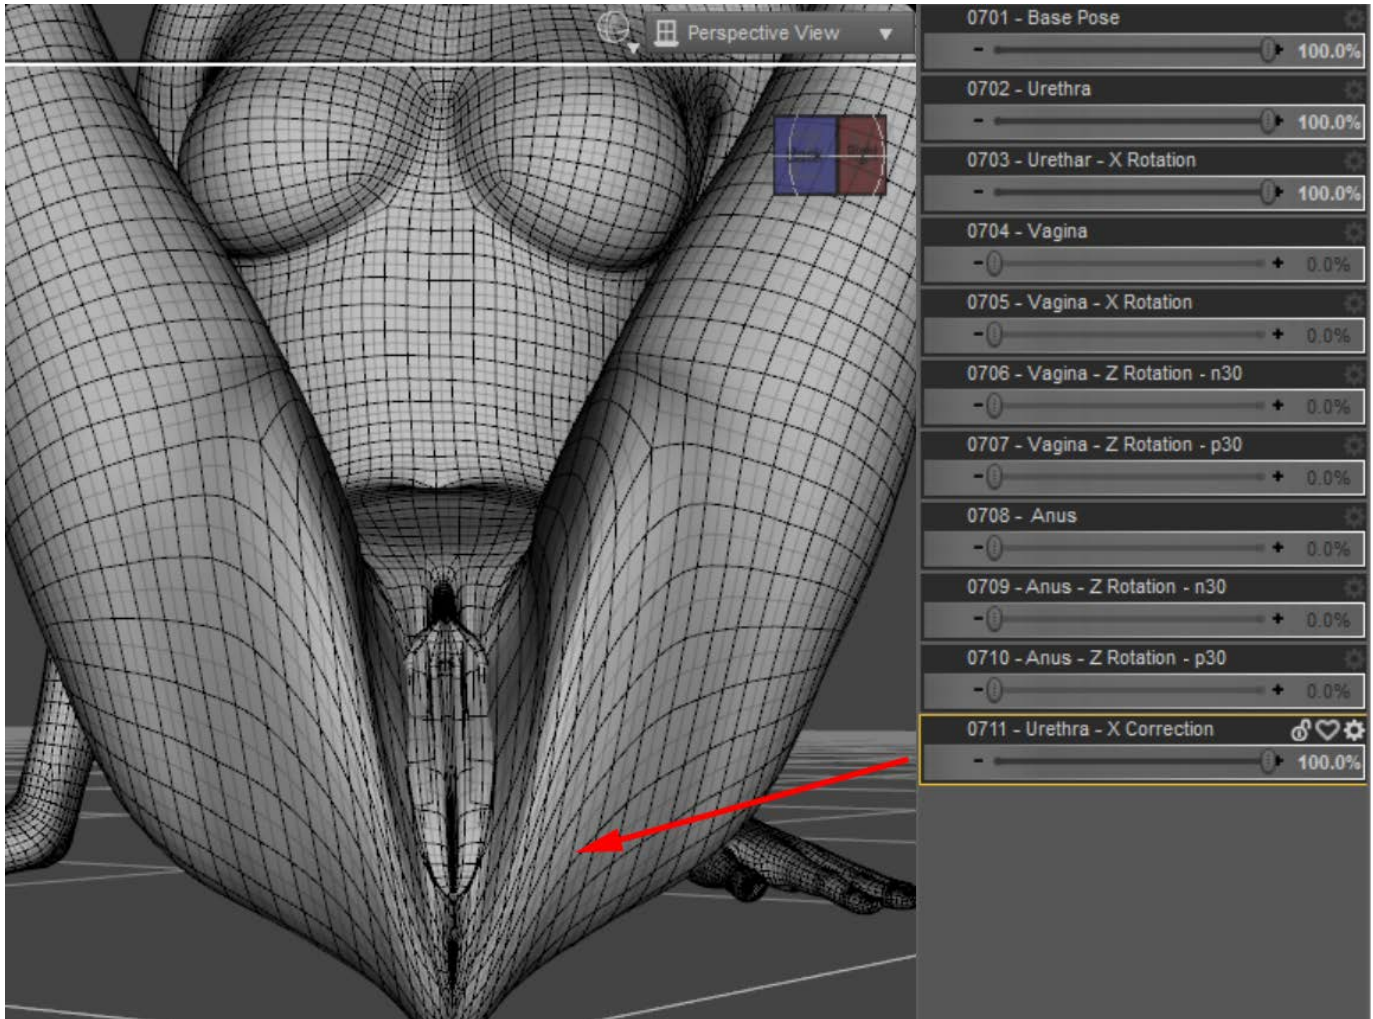 Perspective View
0701 - Base Pose
100.0%
0702 - Urethra
100.0%
0703 - Urethar - X Rotation
100.0%
0704 - Vagina
0.0%
0705 - Vagina - X Rotation
0.0%
0706 - Vagina - Z Rotation - n30
0.0%
0707 - Vagina - Z Rotation - p30
0.0%
0708 - Anus
0.0%
0709 - Anus - Z Rotation - n30
0.0%
0710 - Anus - Z Rotation - p30
0.0%
0711 - Urethra - X Correction
100.0%